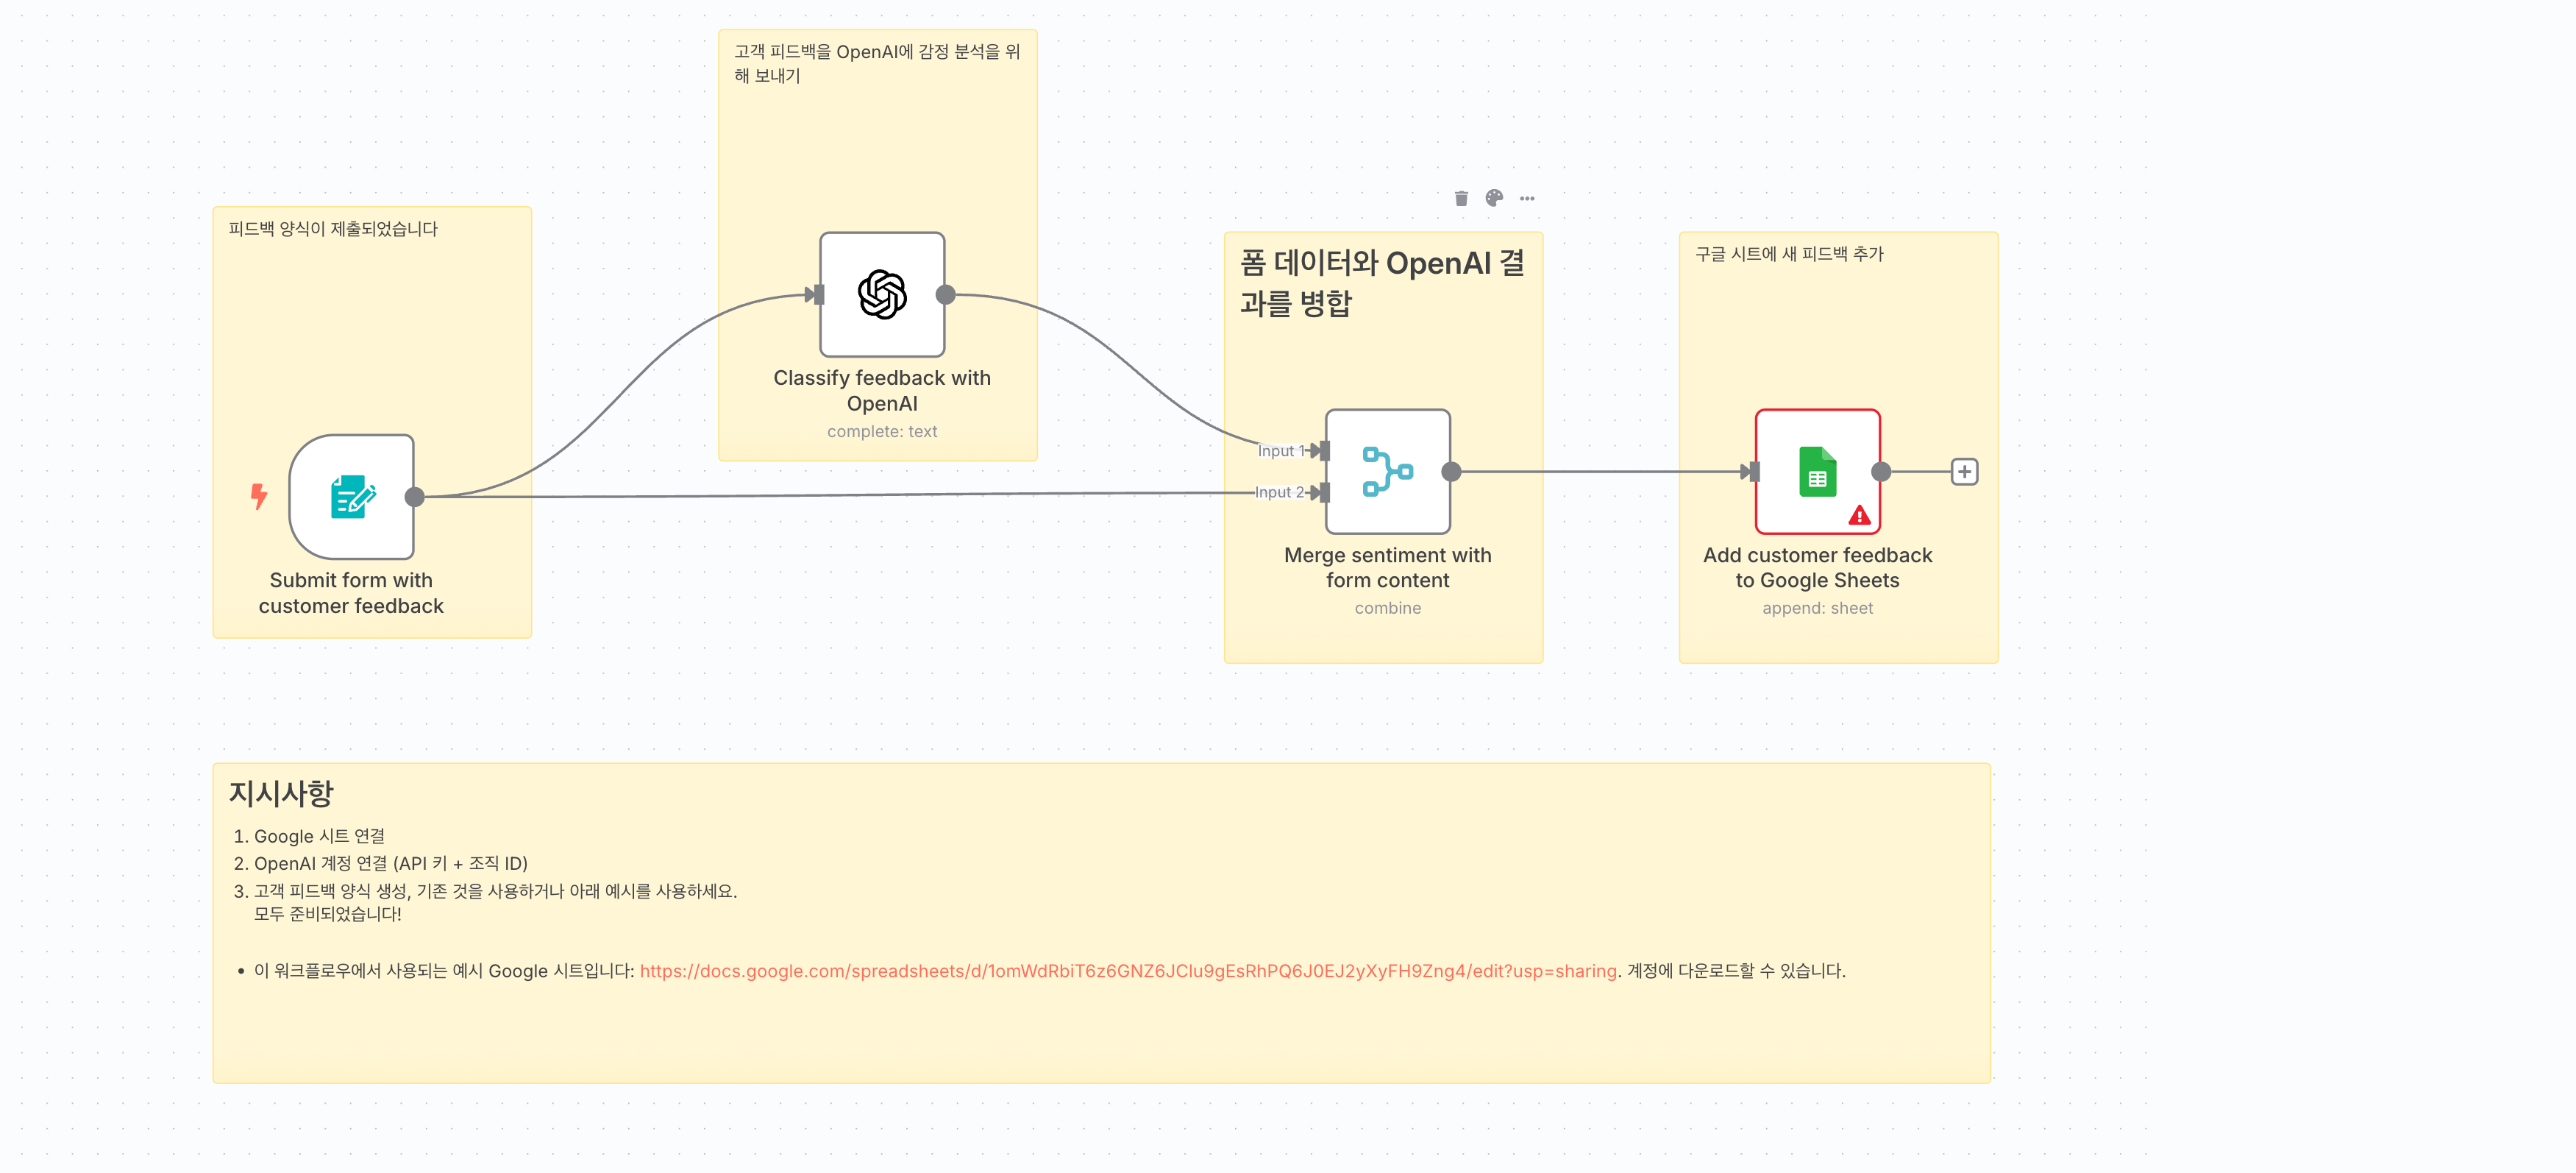 고객 피드백을 OpenAI에 감정 분석을 위
해 보내기
피드백 양식이 제출되었습니다
폼 데이터와 OpenAI 결
과를 병합
구글 시트에 새 피드백 추가
Classify feedback with
OpenAI
complete: text
Input 1
Input 2
Submit form with
customer feedback
Merge sentiment with
form content
combine
Add customer feedback
to Google Sheets
append: sheet
지시사항
1. Google 시트 연결
2. OpenAI 계정 연결 (API 키 + 조직 ID)
3. 고객 피드백 양식 생성, 기존 것을 사용하거나 아래 예시를 사용하세요.
모두 준비되었습니다!
• 이 워크플로우에서 사용되는 예시 Google 시트입니다: https://docs.google.com/spreadsheets/d/1omWdRbiT6z6GNZ6JClu9gEsRhPQ6J0EJ2yXyFH9Zng4/edit?usp=sharing. 계정에 다운로드할 수 있습니다.